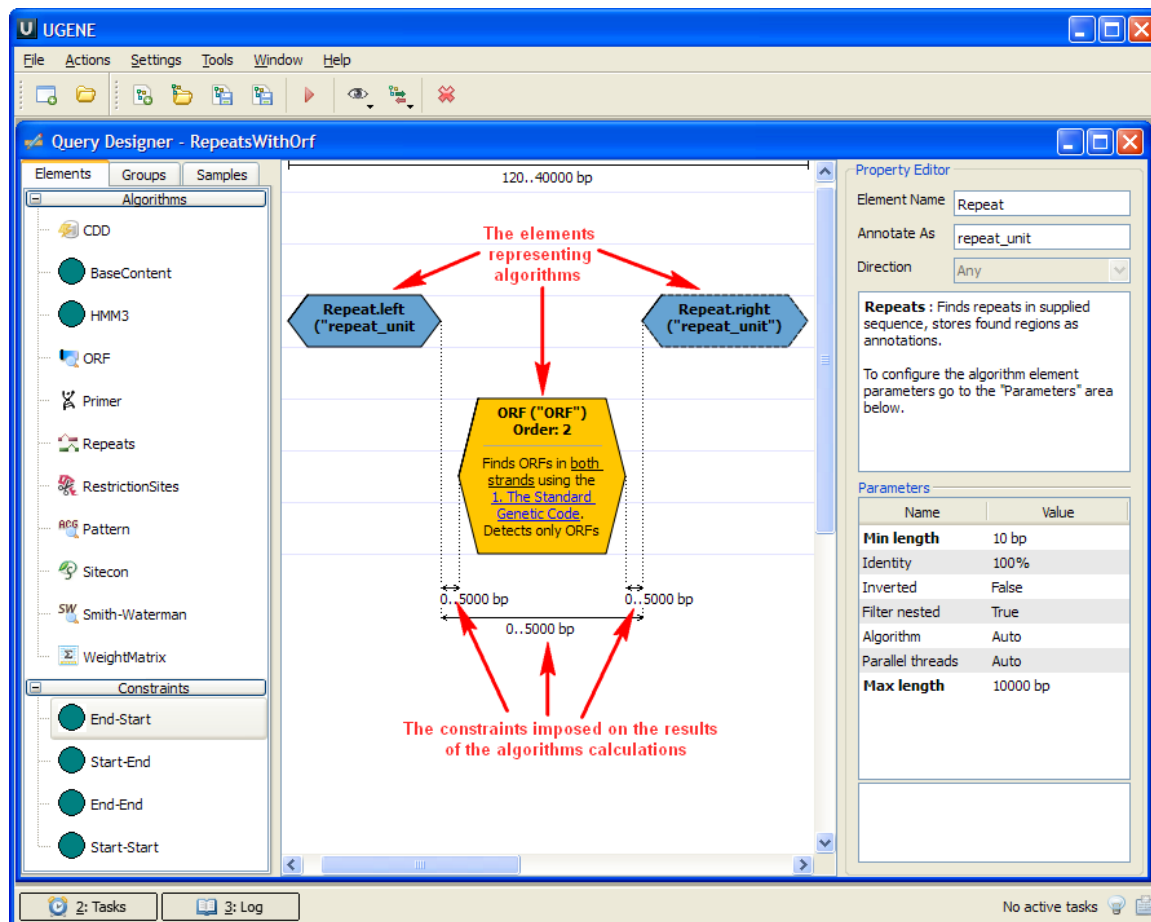 UGENE
File Actions Settings Tools Window Help
Query Designer - RepeatsWithOrf
Elements Groups Samples
Algorithms
CDD
BaseContent
HMM3
ORF
Primer
Repeats
RestrictionSites
Pattern
Sitecon
Smith-Waterman
WeightMatrix
Constraints
End-Start
Start-End
End-End
Start-Start
120..40000 bp
The elements
representing
algorithms
Repeat.left
("repeat_unit
Repeat.right
("repeat_unit")
ORF ("ORF")
Order: 2
Finds ORFs in both
strands using the
1. The Standard
Genetic Code.
Detects only ORFs
0..5000 bp 0..5000 bp
0..5000 bp
The constraints imposed on the results
of the algorithms calculations
Property Editor
Element Name Repeat
Annotate As repeat_unit
Direction Any
Repeats : Finds repeats in supplied
sequence, stores found regions as
annotations.
To configure the algorithm element
parameters go to the "Parameters" area
below.
Parameters
Name Value
Min length 10 bp
Identity 100%
Inverted False
Filter nested True
Algorithm Auto
Parallel threads Auto
Max length 10000 bp
2: Tasks 3: Log No active tasks